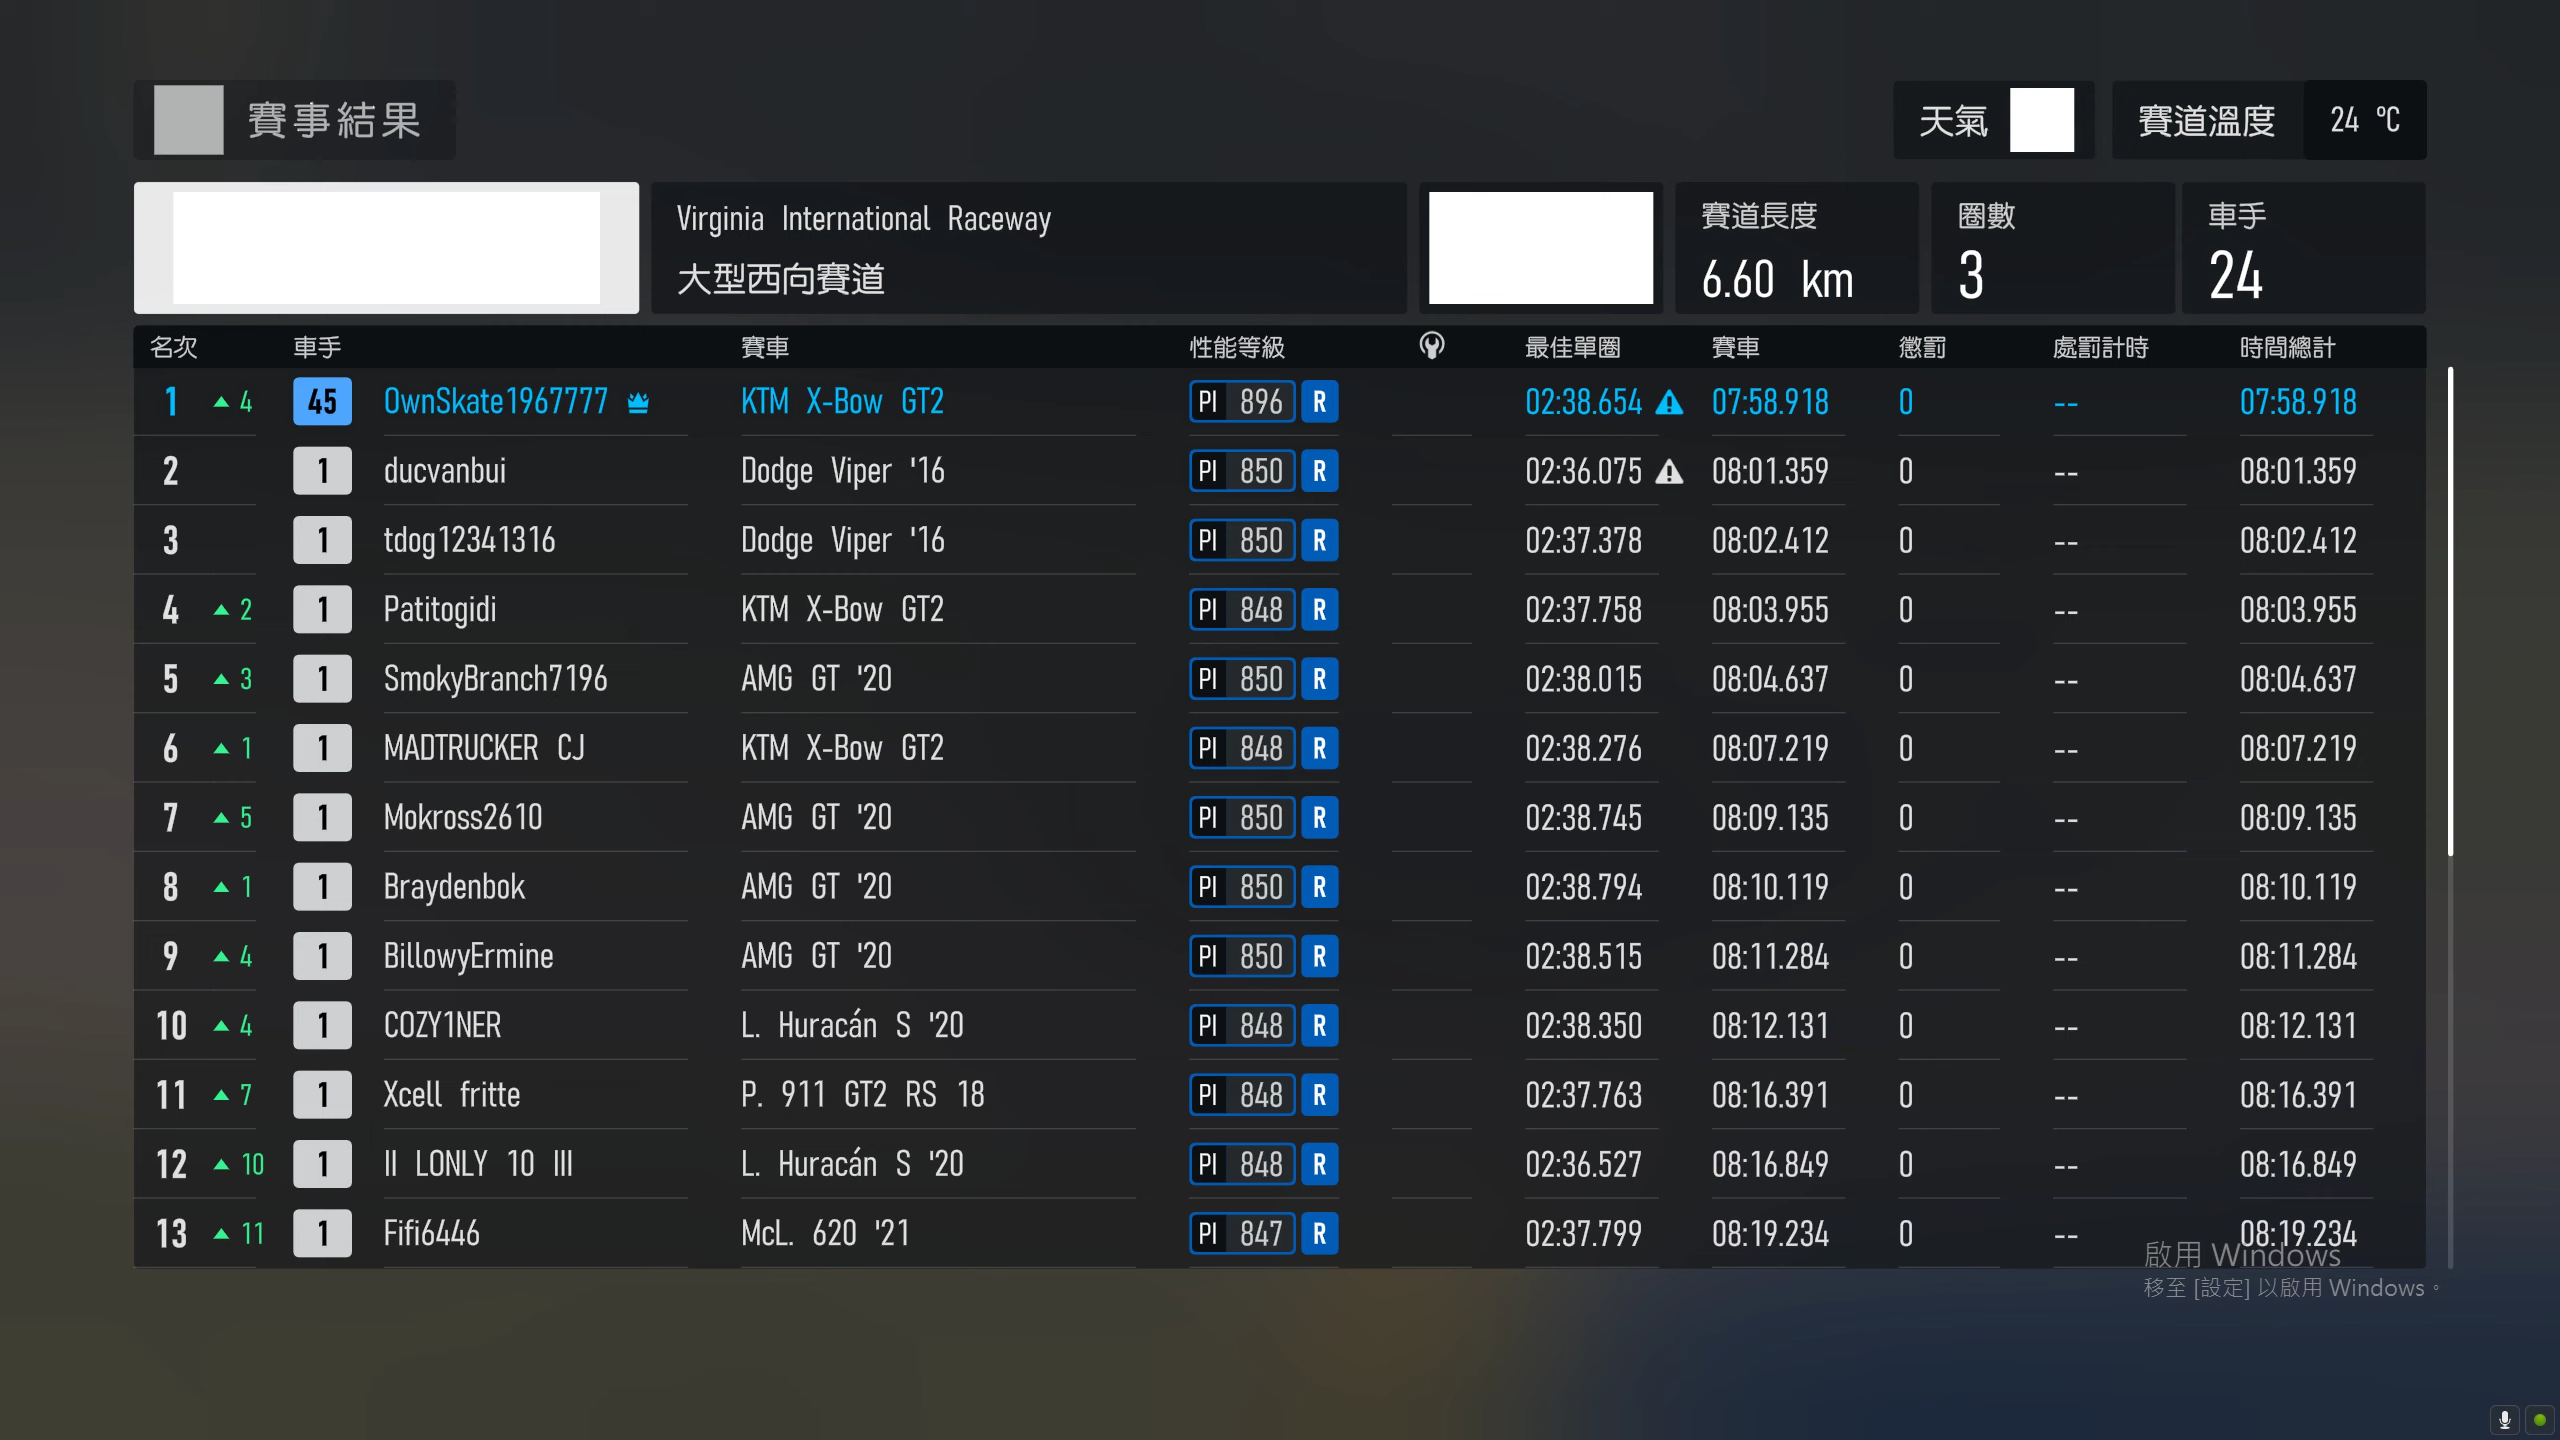 賽事結果
天氣
賽道溫度 24 ℃
Virginia International Raceway
大型西向賽道
賽道長度
6.60 km
圈數
3
車手
24
名次 車手 賽車 性能等級 最佳單圈 賽車 懲罰 處罰計時 時間總計
1 ▲ 4 45 OwnSkate1967777 KTM X-Bow GT2 PI 896 R 02:38.654 07:58.918 0 -- 07:58.918
2 1 ducvanbui Dodge Viper '16 PI 850 R 02:36.075 08:01.359 0 -- 08:01.359
3 1 tdog12341316 Dodge Viper '16 PI 850 R 02:37.378 08:02.412 0 -- 08:02.412
4 ▲ 2 1 Patitogidi KTM X-Bow GT2 PI 848 R 02:37.758 08:03.955 0 -- 08:03.955
5 ▲ 3 1 SmokyBranch7196 AMG GT '20 PI 850 R 02:38.015 08:04.637 0 -- 08:04.637
6 ▲ 1 1 MADTRUCKER CJ KTM X-Bow GT2 PI 848 R 02:38.276 08:07.219 0 -- 08:07.219
7 ▲ 5 1 Mokross2610 AMG GT '20 PI 850 R 02:38.745 08:09.135 0 -- 08:09.135
8 ▲ 1 1 Braydenbok AMG GT '20 PI 850 R 02:38.794 08:10.119 0 -- 08:10.119
9 ▲ 4 1 BillowyErmine AMG GT '20 PI 850 R 02:38.515 08:11.284 0 -- 08:11.284
10 ▲ 4 1 COZY1NER L. Huracán S '20 PI 848 R 02:38.350 08:12.131 0 -- 08:12.131
11 ▲ 7 1 Xcell fritte P. 911 GT2 RS 18 PI 848 R 02:37.763 08:16.391 0 -- 08:16.391
12 ▲ 10 1 II LONLY 10 III L. Huracán S '20 PI 848 R 02:36.527 08:16.849 0 -- 08:16.849
13 ▲ 11 1 Fifi6446 McL. 620 '21 PI 847 R 02:37.799 08:19.234 0 -- 08:19.234
啟用 Windows
移至 [設定] 以啟用 Windows。